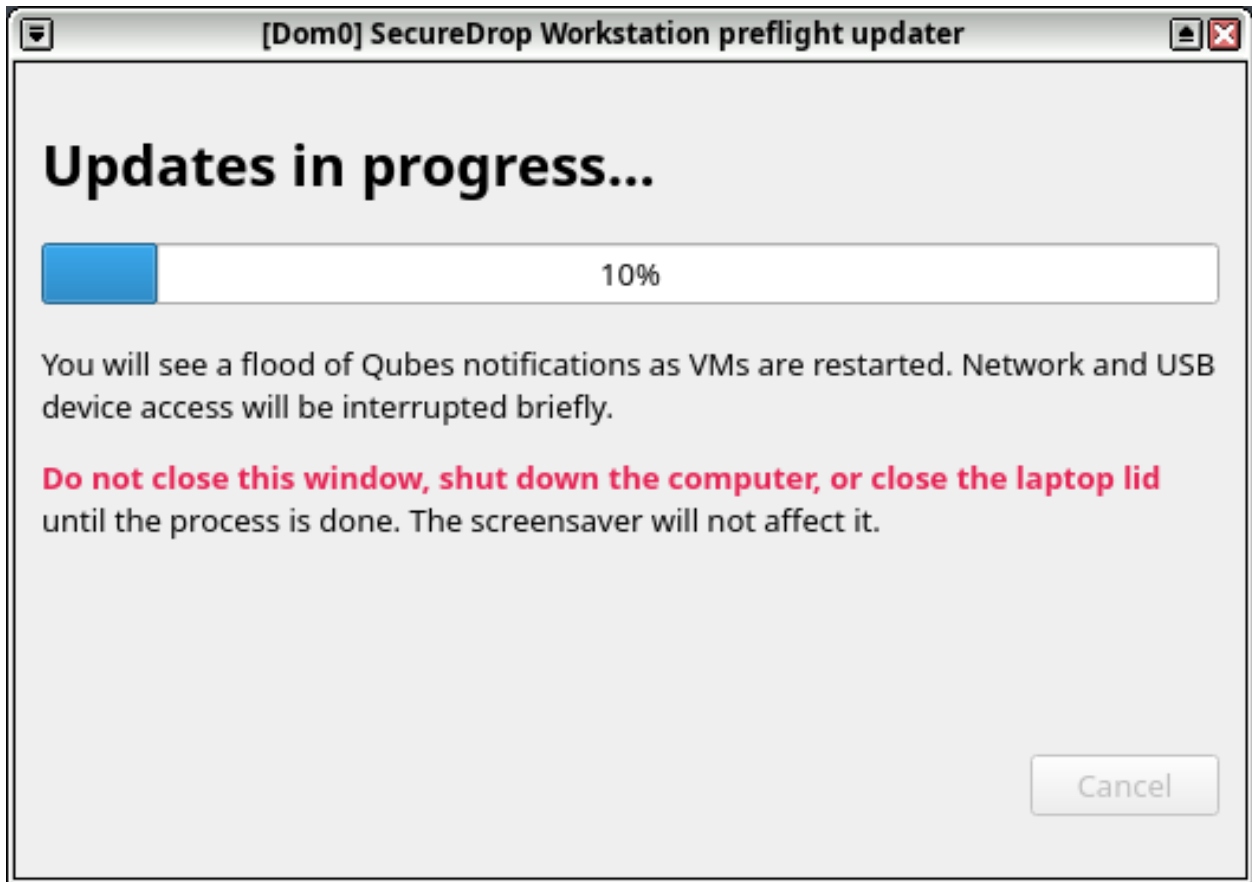 [Dom0] SecureDrop Workstation preflight updater
Updates in progress...
10%
You will see a flood of Qubes notifications as VMs are restarted. Network and USB
device access will be interrupted briefly.
Do not close this window, shut down the computer, or close the laptop lid
until the process is done. The screensaver will not affect it.
Cancel